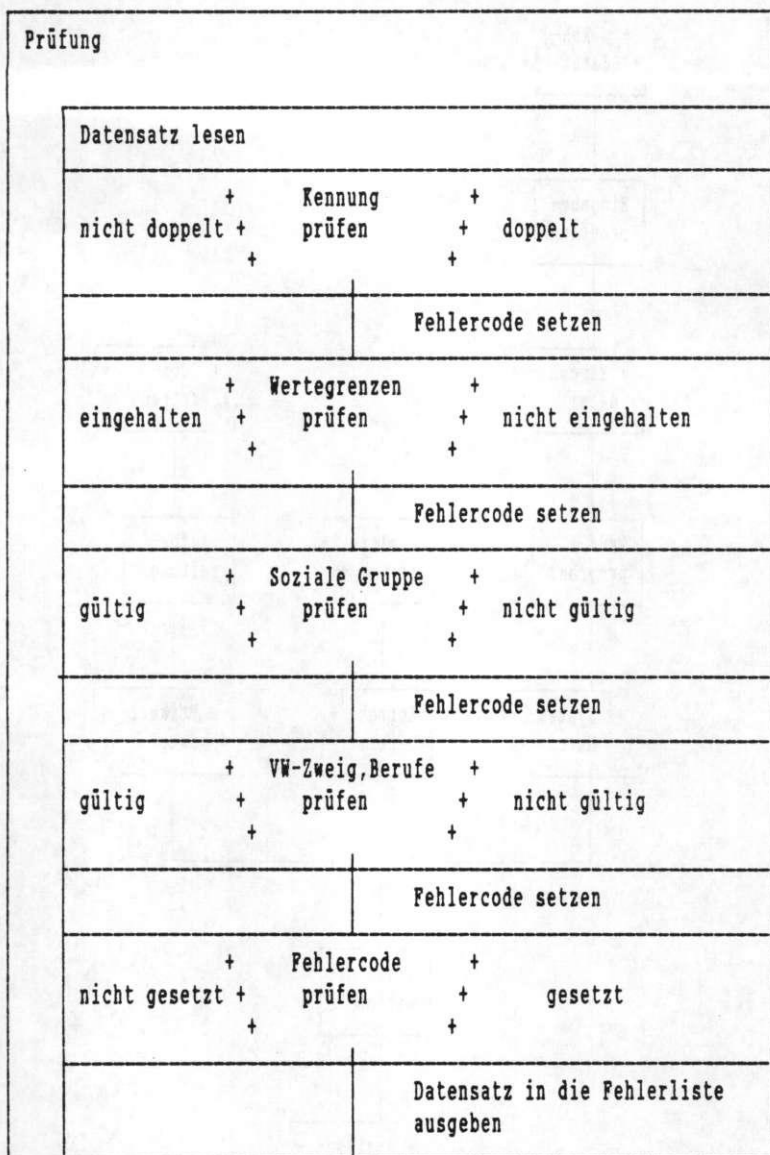 Prüfung
Datensatz lesen
+ Kennung +
nicht doppelt + prüfen + doppelt
+ +
Fehlercode setzen
+ Wertegrenzen +
eingehalten + prüfen + nicht eingehalten
+ +
Fehlercode setzen
+ Soziale Gruppe +
gültig + prüfen + nicht gültig
+ +
Fehlercode setzen
+ VW-Zweig,Berufe +
gültig + prüfen + nicht gültig
+ +
Fehlercode setzen
+ Fehlercode +
nicht gesetzt + prüfen + gesetzt
+ +
Datensatz in die Fehlerliste
ausgeben